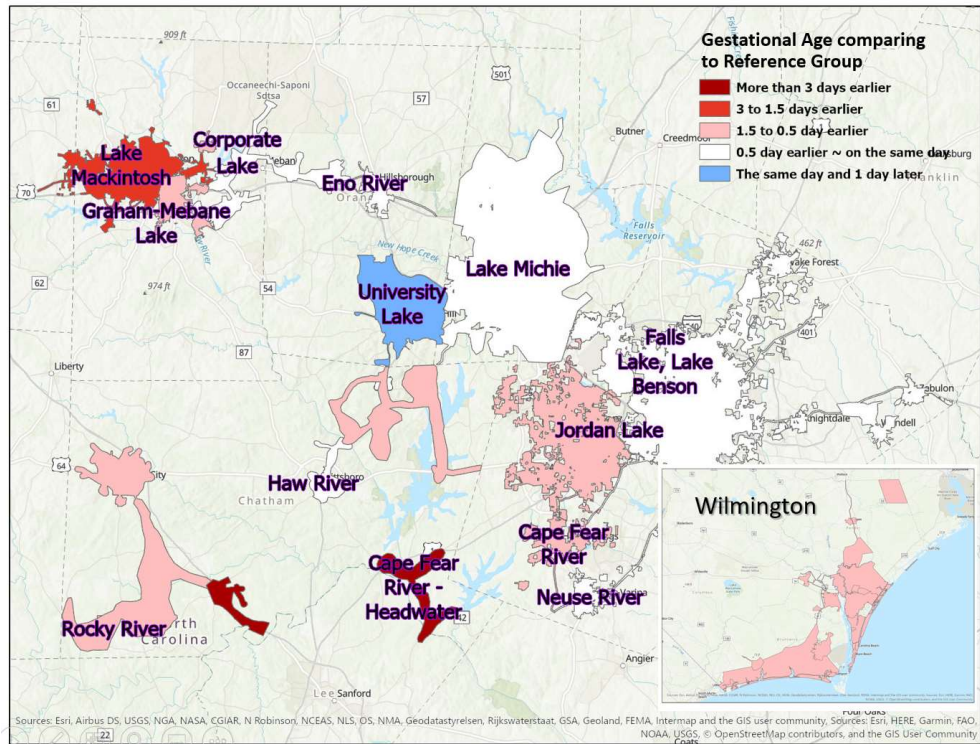 Gestational Age comparing
to Reference Group
More than 3 days earlier
3 to 1.5 days earlier
1.5 to 0.5 day earlier
0.5 day earlier ~ on the same day
The same day and 1 day later
909 ft
Occaneechi-Saponi
Sdtsa
501
57
61
Butner
Creedmoor
Lake
Mackintosh
Corporate
Lake
Eno River
Hillsborough
70
Graham-Mebane
Lake
New Hope Creek
Falls
Reservoir
462 ft
Lake Michie
62
974 ft
54
University
Lake
401
Falls
Lake, Lake
Benson
87
Liberty
Jordan Lake
64
Haw River
Chatham
Wilmington
Cape Fear
River
Cape Fear
River -
Headwater
Neuse River
42
Rocky River
Carolina
Angier
Lee
Sanford
Sources: Esri, Airbus DS, USGS, NGA, NASA, CGIAR, N Robinson, NCEAS, NLS, OS, NMA, Geodatastyrelsen, Rijkswaterstaat, GSA, Geoland, FEMA, Intermap and the GIS user community, Sources: Esri, HERE, Garmin, FAO,
NOAA, USGS, © OpenStreetMap contributors, and the GIS User Community
22